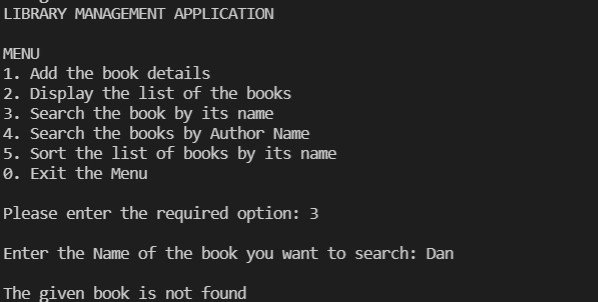 LIBRARY MANAGEMENT APPLICATION
MENU
1. Add the book details
2. Display the list of the books
3. Search the book by its name
4. Search the books by Author Name
5. Sort the list of books by its name
0. Exit the Menu
Please enter the required option: 3
Enter the Name of the book you want to search: Dan
The given book is not found